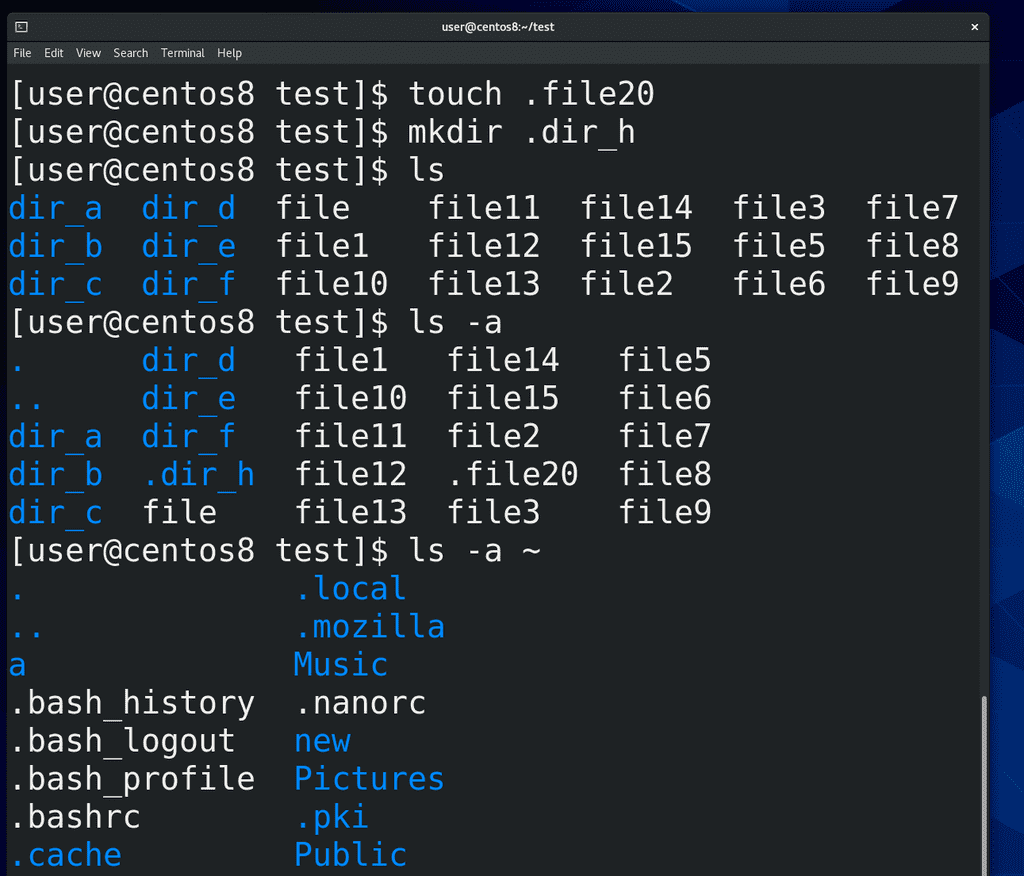 user@centos8:~/test
File Edit View Search Terminal Help
[user@centos8 test]$ touch .file20
[user@centos8 test]$ mkdir .dir_h
[user@centos8 test]$ ls
dir_a dir_d file file11 file14 file3 file7
dir_b dir_e file1 file12 file15 file5 file8
dir_c dir_f file10 file13 file2 file6 file9
[user@centos8 test]$ ls -a
. dir_d file1 file14 file5
.. dir_e file10 file15 file6
dir_a dir_f file11 file2 file7
dir_b .dir_h file12 .file20 file8
dir_c file file13 file3 file9
[user@centos8 test]$ ls -a ~
. .local
.. .mozilla
a Music
.bash_history .nanorc
.bash_logout new
.bash_profile Pictures
.bashrc .pki
.cache Public